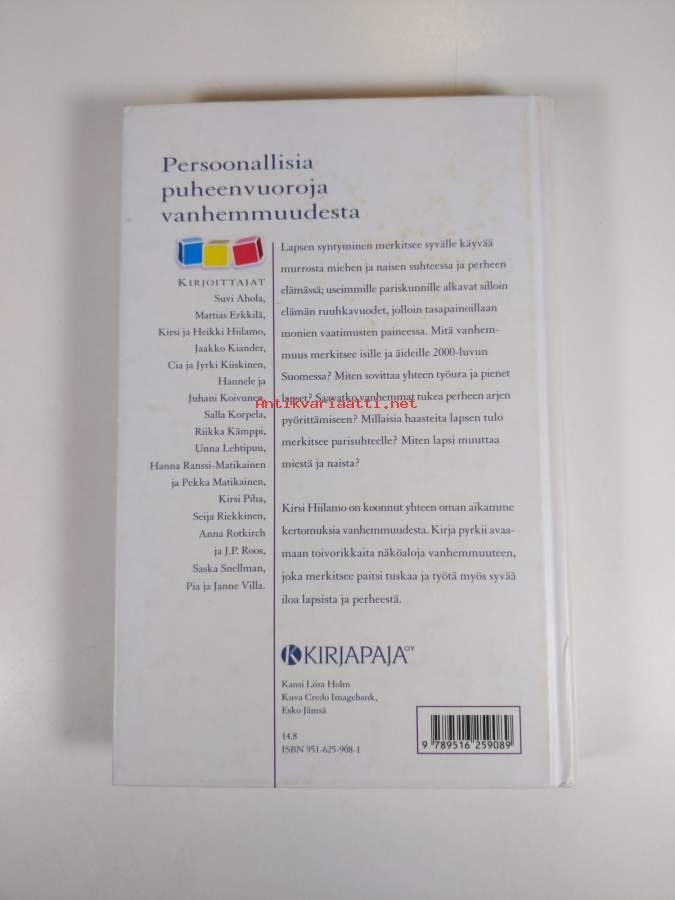 Persoonallisia
puheenvuoroja
vanhemmuudesta
KIRJOITTAJAT
Suvi Ahola,
Mattias Erkkilä,
Kirsi ja Heikki Hiilamo,
Jaakko Kiander,
Cia ja Jyrki Kiiskinen,
Hannele ja
Juhani Koivunen,
Salla Korpela,
Riikka Kämppi,
Unna Lehtipuu,
Hanna Ranssi-Matikainen
ja Pekka Matikainen,
Kirsi Piha,
Seija Riekkinen,
Anna Rotkirch
ja J.P. Roos,
Saska Snellman,
Pia ja Janne Villa.
Lapsen syntyminen merkitsee syvälle käyvää
murrosta miehen ja naisen suhteessa ja perheen
elämässä; useimmille pariskunnille alkavat silloin
elämän ruuhkavuodet, jolloin tasapainoillaan
monien vaatimusten paineessa. Mitä vanhem-
muus merkitsee isille ja äideille 2000-luvun
Suomessa? Miten sovittaa yhteen työura ja pienet
lapset? Saavatko vanhemmat tukea perheen arjen
pyörittämiseen? Millaisia haasteita lapsen tulo
merkitsee parisuhteelle? Miten lapsi muuttaa
miestä ja naista?
Kirsi Hiilamo on koonnut yhteen oman aikamme
kertomuksia vanhemmuudesta. Kirja pyrkii avaa-
maan toivorikkaita näköaloja vanhemmuuteen,
joka merkitsee paitsi tuskaa ja työtä myös syvää
iloa lapsista ja perheestä.
Antikvariaatti.net
KIRJAPAJA OY
Kansi Liisa Holm
Kuva Credo Imagebank,
Esko Jämsä
14.8
ISBN 951-625-908-1
9 789516 259089